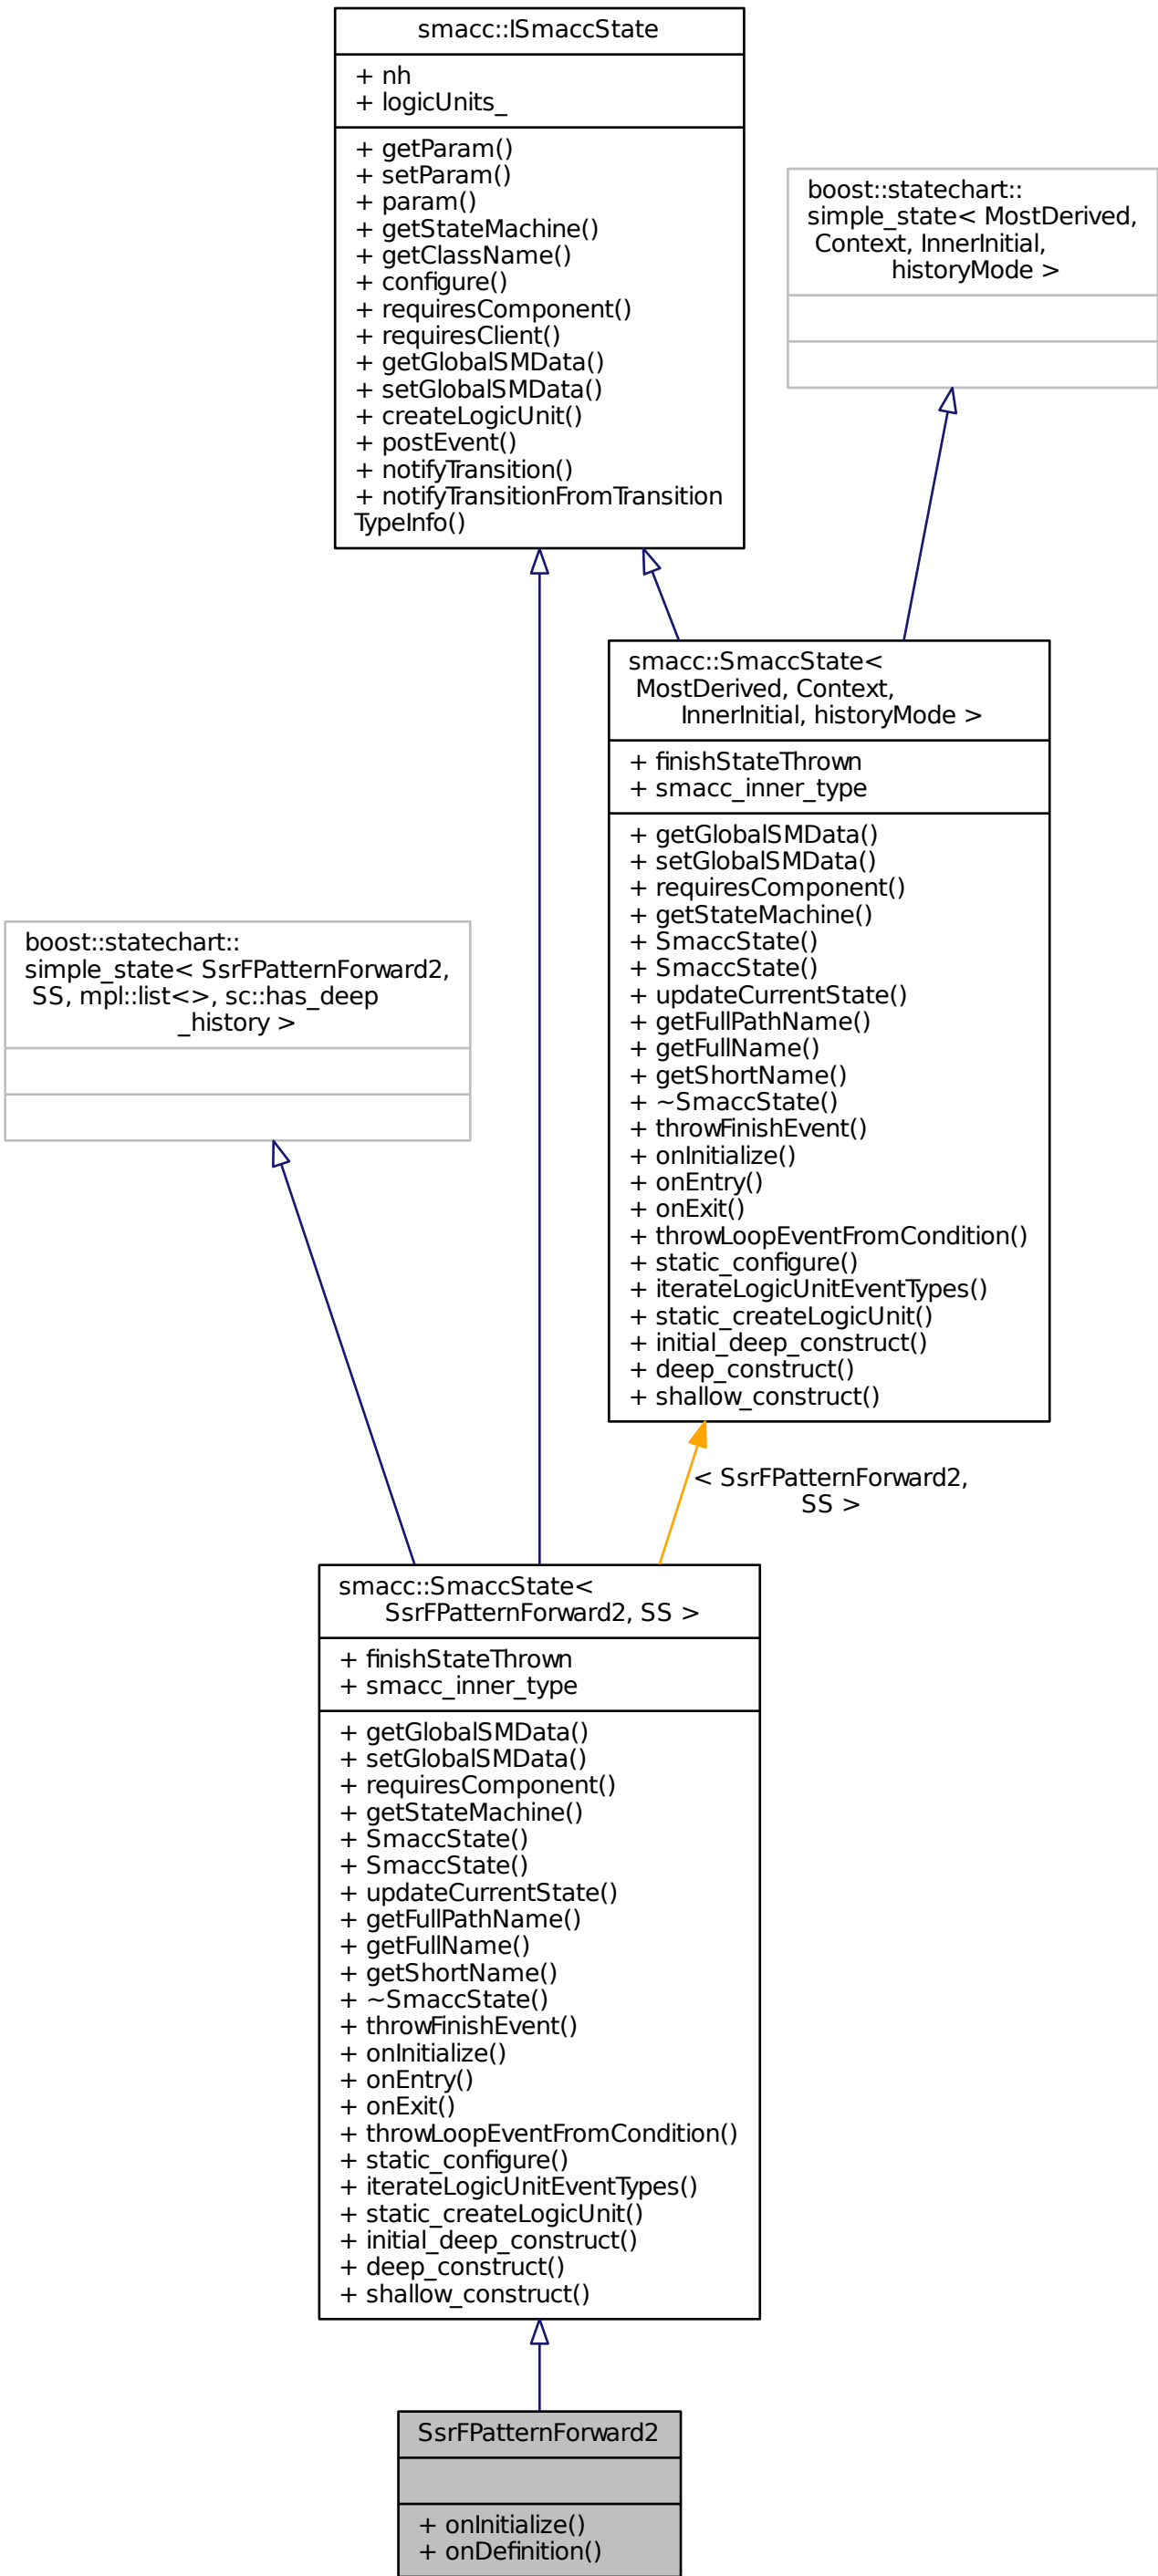 smacc::ISmaccState
+ nh
+ logicUnits_
+ getParam()
+ setParam()
+ param()
+ getStateMachine()
+ getClassName()
+ configure()
+ requiresComponent()
+ requiresClient()
+ getGlobalSMData()
+ setGlobalSMData()
+ createLogicUnit()
+ postEvent()
+ notifyTransition()
+ notifyTransitionFromTransition
TypeInfo()
boost::statechart::
simple_state< MostDerived,
Context, InnerInitial,
historyMode >
smacc::SmaccState<
MostDerived, Context,
InnerInitial, historyMode >
+ finishStateThrown
+ smacc_inner_type
+ getGlobalSMData()
+ setGlobalSMData()
+ requiresComponent()
+ getStateMachine()
+ SmaccState()
+ SmaccState()
+ updateCurrentState()
+ getFullPathName()
+ getFullName()
+ getShortName()
+ ~SmaccState()
+ throwFinishEvent()
+ onInitialize()
+ onEntry()
+ onExit()
+ throwLoopEventFromCondition()
+ static_configure()
+ iterateLogicUnitEventTypes()
+ static_createLogicUnit()
+ initial_deep_construct()
+ deep_construct()
+ shallow_construct()
boost::statechart::
simple_state< SsrFPatternForward2,
SS, mpl::list<>, sc::has_deep
_history >
< SsrFPatternForward2,
SS >
smacc::SmaccState<
SsrFPatternForward2, SS >
+ finishStateThrown
+ smacc_inner_type
+ getGlobalSMData()
+ setGlobalSMData()
+ requiresComponent()
+ getStateMachine()
+ SmaccState()
+ SmaccState()
+ updateCurrentState()
+ getFullPathName()
+ getFullName()
+ getShortName()
+ ~SmaccState()
+ throwFinishEvent()
+ onInitialize()
+ onEntry()
+ onExit()
+ throwLoopEventFromCondition()
+ static_configure()
+ iterateLogicUnitEventTypes()
+ static_createLogicUnit()
+ initial_deep_construct()
+ deep_construct()
+ shallow_construct()
SsrFPatternForward2
+ onInitialize()
+ onDefinition()